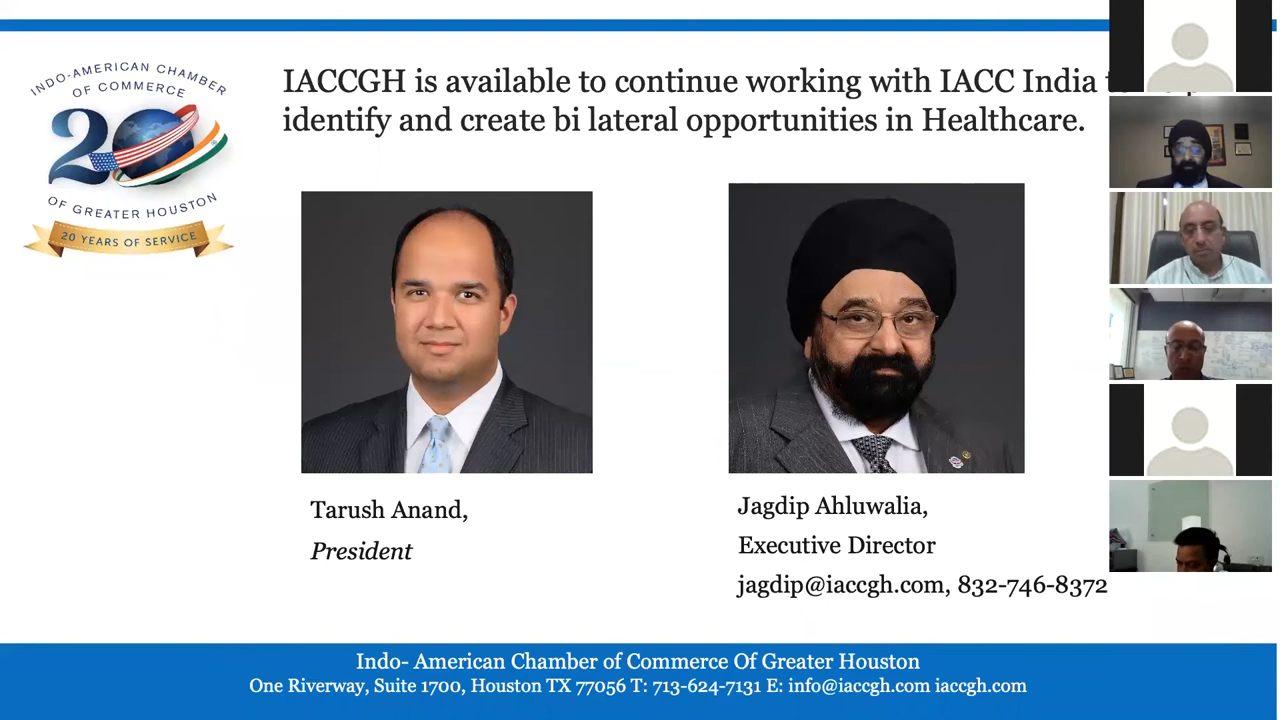 INDO-AMERICAN CHAMBER
OF COMMERCE
20
OF GREATER HOUSTON
20 YEARS OF SERVICE
IACCGH is available to continue working with IACC India
identify and create bi lateral opportunities in Healthcare.
Tarush Anand,
President
Jagdip Ahluwalia,
Executive Director
jagdip@iaccgh.com, 832-746-8372
Indo- American Chamber of Commerce Of Greater Houston
One Riverway, Suite 1700, Houston TX 77056 T: 713-624-7131 E: info@iaccgh.com iaccgh.com